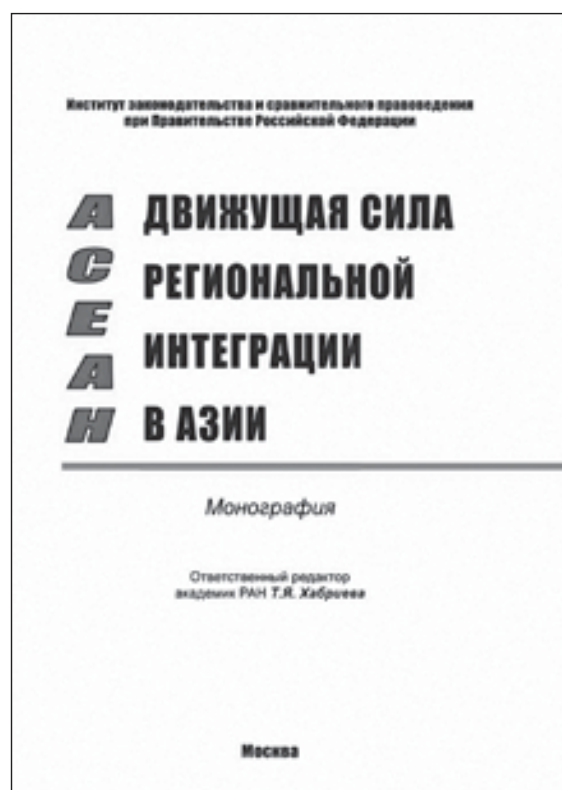 Институт законодательства и сравнительного правоведения
при Правительстве Российской Федерации
АСЕАН
ДВИЖУЩАЯ СИЛА
РЕГИОНАЛЬНОЙ
ИНТЕГРАЦИИ
В АЗИИ
Монография
Ответственный редактор
академик РАН Т.Я. Хабриева
Москва